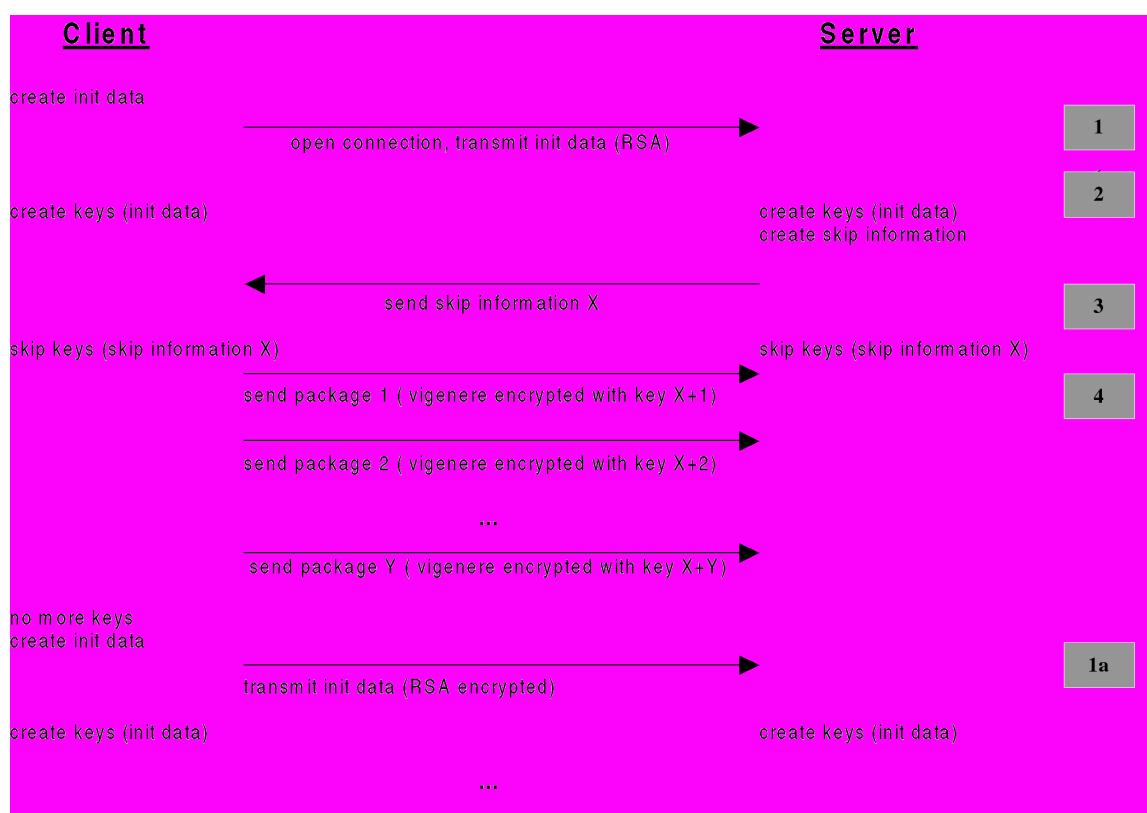 Client
Server
create init data
open connection, transmit init data (RSA)
1
2
create keys (init data)
create keys (init data)
create skip information
send skip information X
3
skip keys (skip information X)
skip keys (skip information X)
send package 1 ( vigenere encrypted with key X+1)
4
send package 2 ( vigenere encrypted with key X+2)
...
send package Y ( vigenere encrypted with key X+Y)
no more keys
create init data
transmit init data (RSA encrypted)
1a
create keys (init data)
create keys (init data)
...